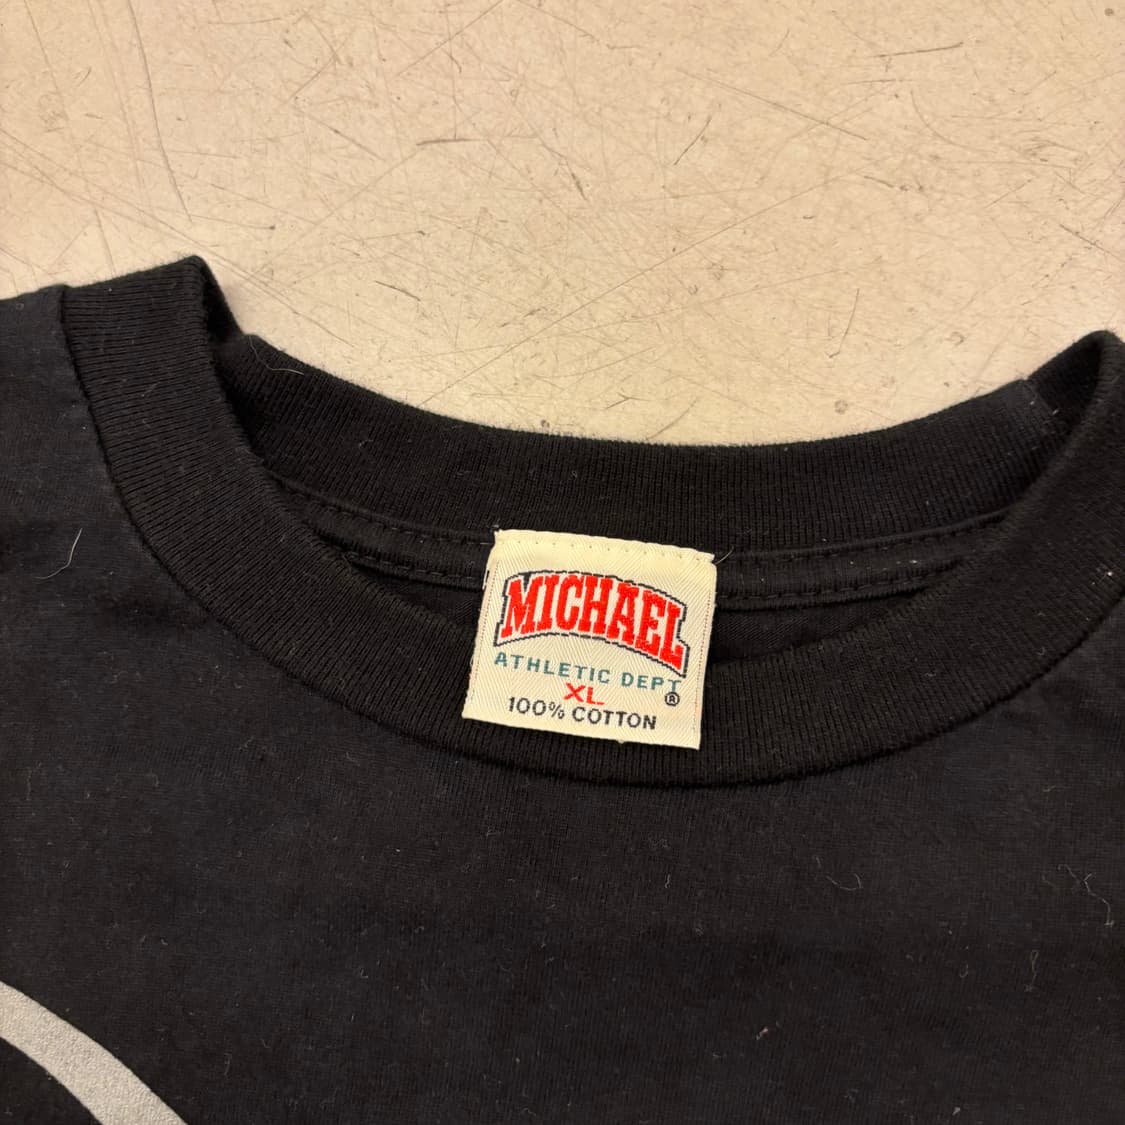 MICHAEL
ATHLETIC DEPT
XL
®
100% COTTON